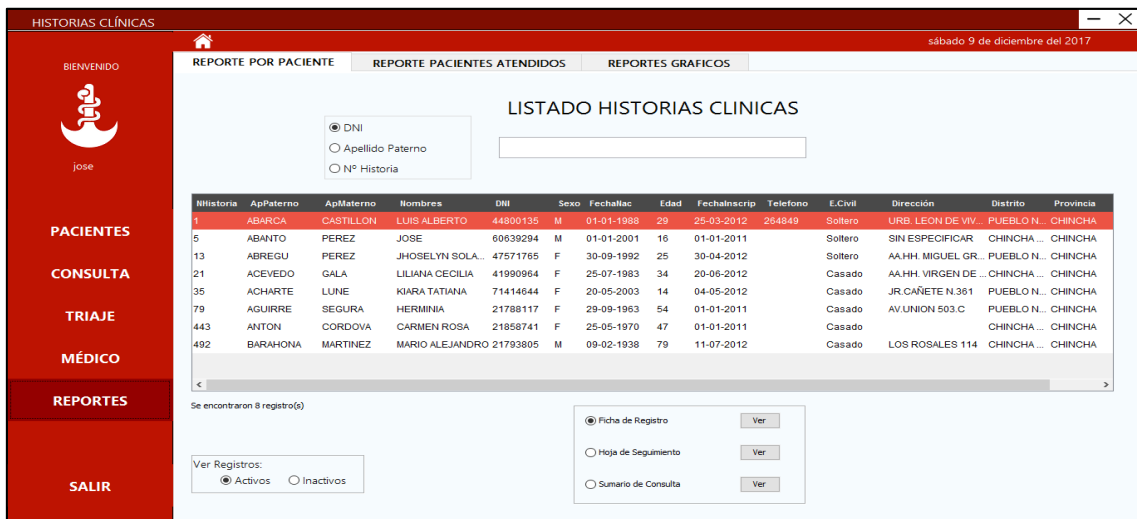 HISTORIAS CLÍNICAS
sábado 9 de diciembre del 2017
BIENVENIDO
jose
PACIENTES
CONSULTA
TRIAJE
MÉDICO
REPORTES
SALIR
REPORTE POR PACIENTE REPORTE PACIENTES ATENDIDOS REPORTES GRAFICOS
LISTADO HISTORIAS CLINICAS
DNI
Apellido Paterno
Nº Historia
NHistoria ApPaterno ApMaterno Nombres DNI Sexo FechaNac Edad FechaInscrip Telefono E.Civil Dirección Distrito Provincia
1 ABARCA CASTILLON LUIS ALBERTO 44800135 M 01-01-1988 29 25-03-2012 264849 Soltero URB. LEON DE VIV... PUEBLO N... CHINCHA
5 ABANTO PEREZ JOSE 60639294 M 01-01-2001 16 01-01-2011 Soltero SIN ESPECIFICAR CHINCHA ... CHINCHA
13 ABREGU PEREZ JHOSELYN SOLA... 47571765 F 30-09-1992 25 30-04-2012 Soltero AA.HH. MIGUEL GR... PUEBLO N... CHINCHA
21 ACEVEDO GALA LILIANA CECILIA 41990964 F 25-07-1983 34 20-06-2012 Casado AA.HH. VIRGEN DE ... CHINCHA ... CHINCHA
35 ACHARTE LUNE KIARA TATIANA 71414644 F 20-05-2003 14 04-05-2012 Casado JR.CAÑETE N.361 PUEBLO N... CHINCHA
79 AGUIRRE SEGURA HERMINIA 21788117 F 29-09-1963 54 01-01-2011 Casado AV.UNION 503.C PUEBLO N... CHINCHA
443 ANTON CORDOVA CARMEN ROSA 21858741 F 25-05-1970 47 01-01-2011 Casado CHINCHA ... CHINCHA
492 BARAHONA MARTINEZ MARIO ALEJANDRO 21793805 M 09-02-1938 79 11-07-2012 Casado LOS ROSALES 114 CHINCHA ... CHINCHA
Se encontraron 8 registro(s)
Ver Registros:
Activos Inactivos
Ficha de Registro Ver
Hoja de Seguimiento Ver
Sumario de Consulta Ver